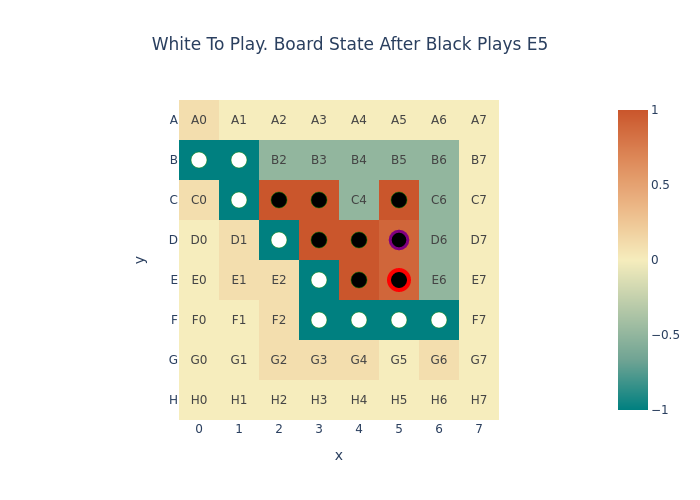 White To Play. Board State After Black Plays E5
A A0 A1 A2 A3 A4 A5 A6 A7 1
B B2 B3 B4 B5 B6 B7
0.5
C C0 C4 C6 C7
D D0 D1 D6 D7
y 0
E E0 E1 E2 E6 E7
F F0 F1 F2 F7 −0.5
G G0 G1 G2 G3 G4 G5 G6 G7
H H0 H1 H2 H3 H4 H5 H6 H7 −1
0 1 2 3 4 5 6 7
x